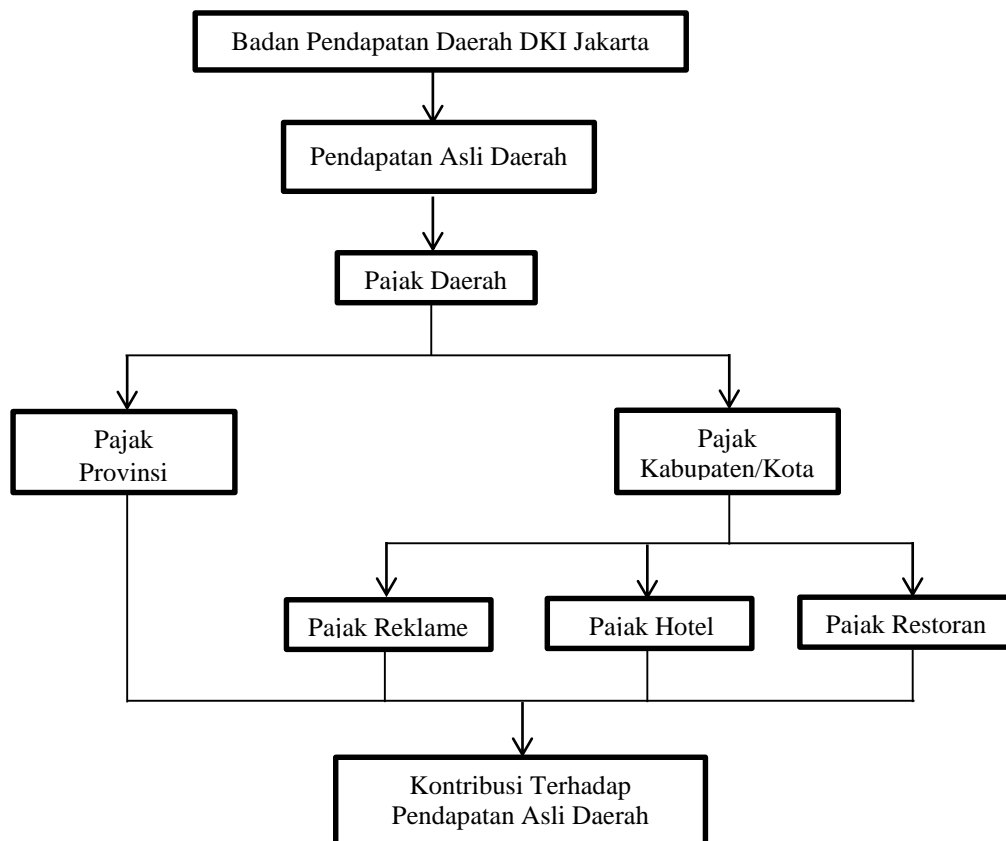 Badan Pendapatan Daerah DKI Jakarta
Pendapatan Asli Daerah
Pajak Daerah
Pajak
Provinsi
Pajak
Kabupaten/Kota
Pajak Reklame
Pajak Hotel
Pajak Restoran
Kontribusi Terhadap
Pendapatan Asli Daerah